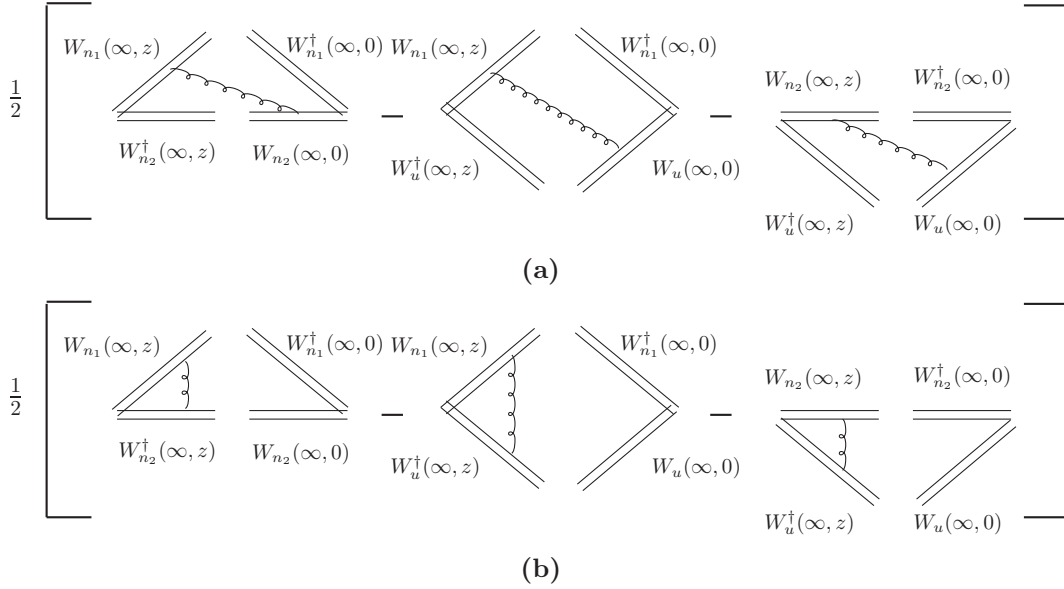 W_{n_1}(∞, z) W^†_{n_1}(∞, 0) W_{n_1}(∞, z) W^†_{n_1}(∞, 0)
1/2 W_{n_2}(∞, z) W^†_{n_2}(∞, 0)
W^†_{n_2}(∞, z) W_{n_2}(∞, 0) − W^†_u(∞, z) W_u(∞, 0) −
W^†_u(∞, z) W_u(∞, 0)
(a)
W_{n_1}(∞, z) W^†_{n_1}(∞, 0) W_{n_1}(∞, z) W^†_{n_1}(∞, 0)
1/2 W_{n_2}(∞, z) W^†_{n_2}(∞, 0)
W^†_{n_2}(∞, z) W_{n_2}(∞, 0) − W^†_u(∞, z) W_u(∞, 0) −
W^†_u(∞, z) W_u(∞, 0)
(b)